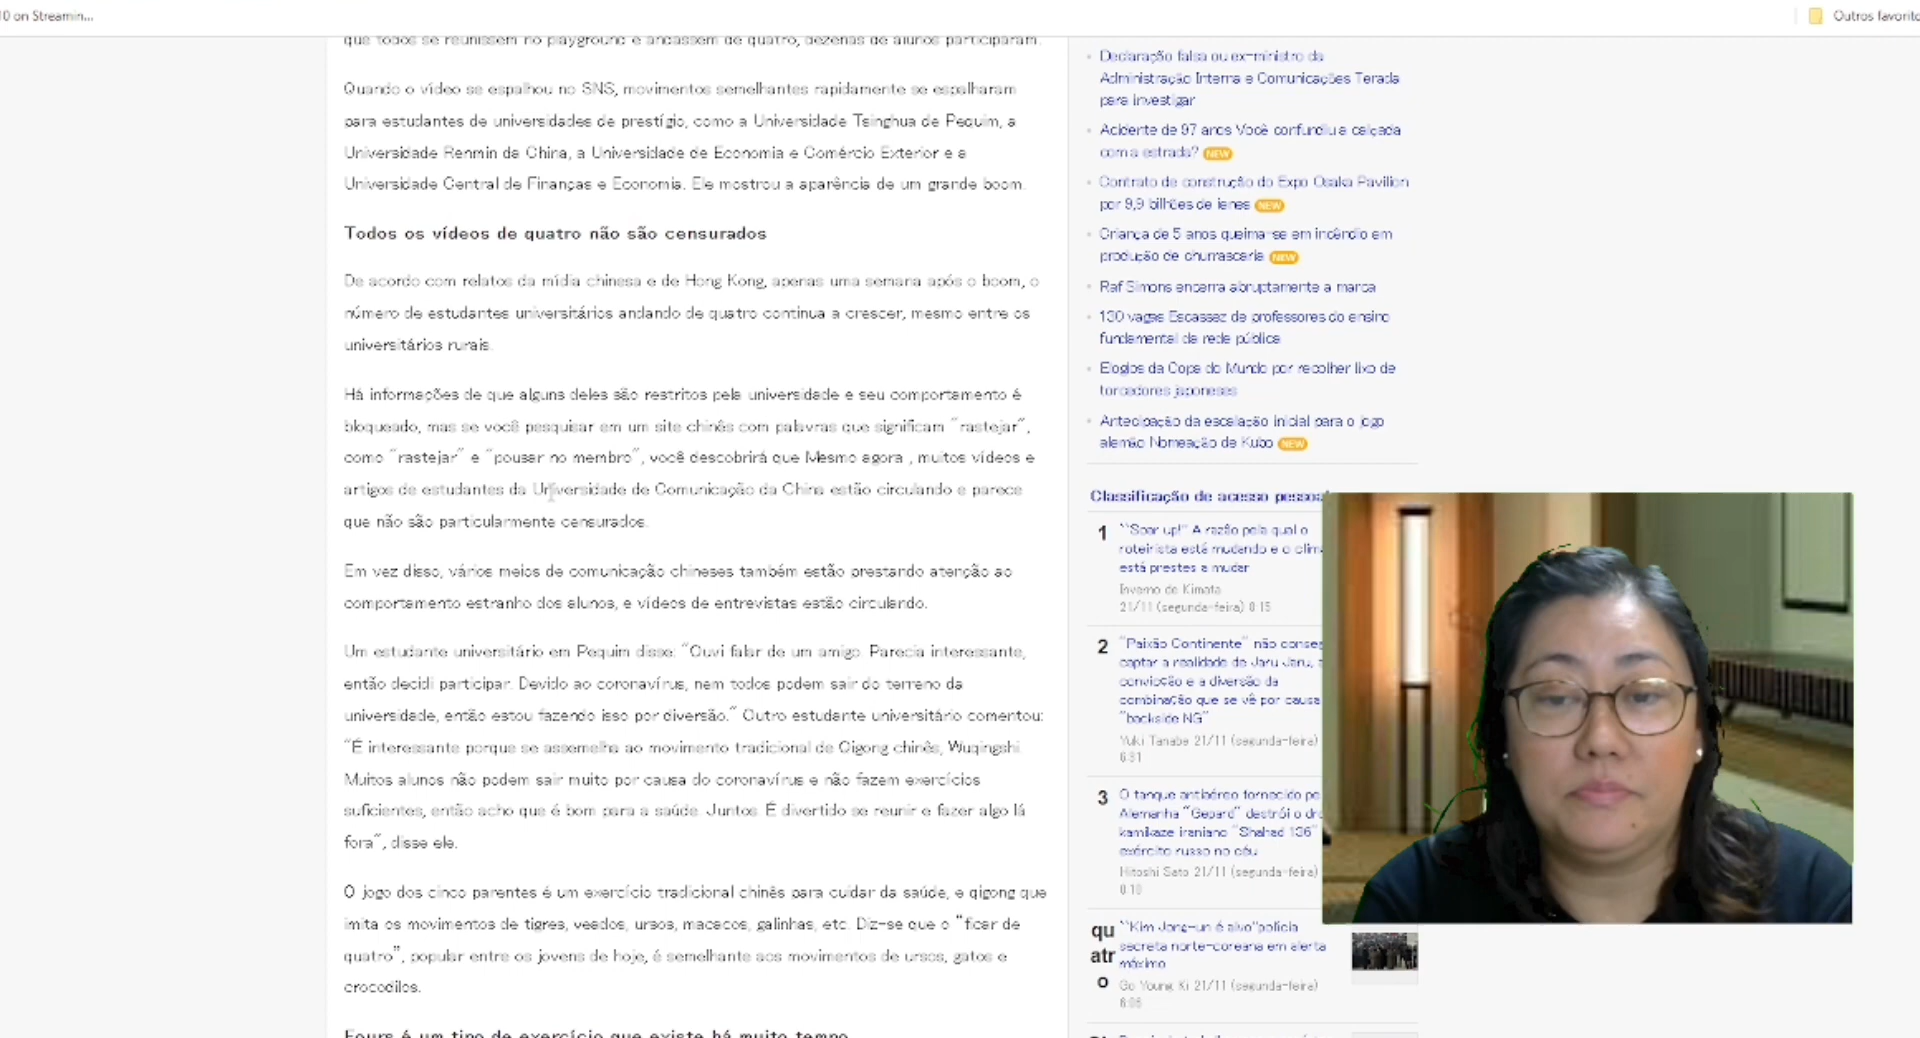 10 on Streamin...
Outros favorito
que todos se reunissem no playground e andassem de quatro, dezenas de alunos participaram.
Quando o vídeo se espalhou no SNS, movimentos semelhantes rapidamente se espalharam
para estudantes de universidades de prestígio, como a Universidade Tsinghua de Pequim, a
Universidade Renmin da China, a Universidade de Economia e Comércio Exterior e a
Universidade Central de Finanças e Economia. Ele mostrou a aparência de um grande boom.
Todos os vídeos de quatro não são censurados
De acordo com relatos da mídia chinesa e de Hong Kong, apenas uma semana após o boom, o
número de estudantes universitários andando de quatro continua a crescer, mesmo entre os
universitários rurais.
Há informações de que alguns deles são restritos pela universidade e seu comportamento é
bloqueado, mas se você pesquisar em um site chinês com palavras que significam "rastejar",
como "rastejar" e "pousar no membro", você descobrirá que Mesmo agora , muitos vídeos e
artigos de estudantes da Universidade de Comunicação da China estão circulando e parece
que não são particularmente censurados.
Em vez disso, vários meios de comunicação chineses também estão prestando atenção ao
comportamento estranho dos alunos, e vídeos de entrevistas estão circulando.
Um estudante universitário em Pequim disse: "Ouvi falar de um amigo. Parecia interessante,
então decidi participar. Devido ao coronavírus, nem todos podem sair do terreno da
universidade, então estou fazendo isso por diversão." Outro estudante universitário comentou:
"É interessante porque se assemelha ao movimento tradicional de Qigong chinês, Wuqingshi.
Muitos alunos não podem sair muito por causa do coronavírus e não fazem exercícios
suficientes, então acho que é bom para a saúde. Juntos. É divertido se reunir e fazer algo lá
fora", disse ele.
O jogo dos cinco parentes é um exercício tradicional chinês para cuidar da saúde, e qigong que
imita os movimentos de tigres, veados, ursos, macacos, galinhas, etc. Diz-se que o "ficar de
quatro", popular entre os jovens de hoje, é semelhante aos movimentos de ursos, gatos e
crocodilos.
Fours é um tipo de exercício que existe há muito tempo
Declaração falsa ou ex-ministro da
Administração Interna e Comunicações Terada
para investigar
Acidente de 97 anos Você confundiu a calçada
com a estrada? NEW
Contrato de construção do Expo Osaka Pavilion
por 9,9 bilhões de ienes NEW
Criança de 5 anos queima-se em incêndio em
produção de churrascaria NEW
Raf Simons encerra abruptamente a marca
130 vagas Escassez de professores do ensino
fundamental da rede pública
Elogios da Copa do Mundo por recolher lixo de
torcedores japoneses
Antecipação da escalação inicial para o jogo
alemão Nomeação de Kubo NEW
Classificação de acesso pessoal
1
``Soar up!'' A razão pela qual o
roteirista está mudando e o clim
está prestes a mudar
Inverno de Kimata
21/11 (segunda-feira) 8:15
2
"Paixão Continente" não conseg
captar a realidade de Jaru Jaru, a
convicção e a diversão da
combinação que se vê por causa
"backside NG"
Yuki Tanabe 21/11 (segunda-feira)
6:31
3
O tanque antiaéreo fornecido pe
Alemanha "Gepard" destrói o dro
kamikaze iraniano "Shahad 136"
exército russo no céu
Hitoshi Sato 21/11 (segunda-feira)
qu
atr
o
``Kim Jong-un é alvo''polícia
secreta norte-coreana em alerta
máximo
Go Young Ki 21/11 (segunda-feira)